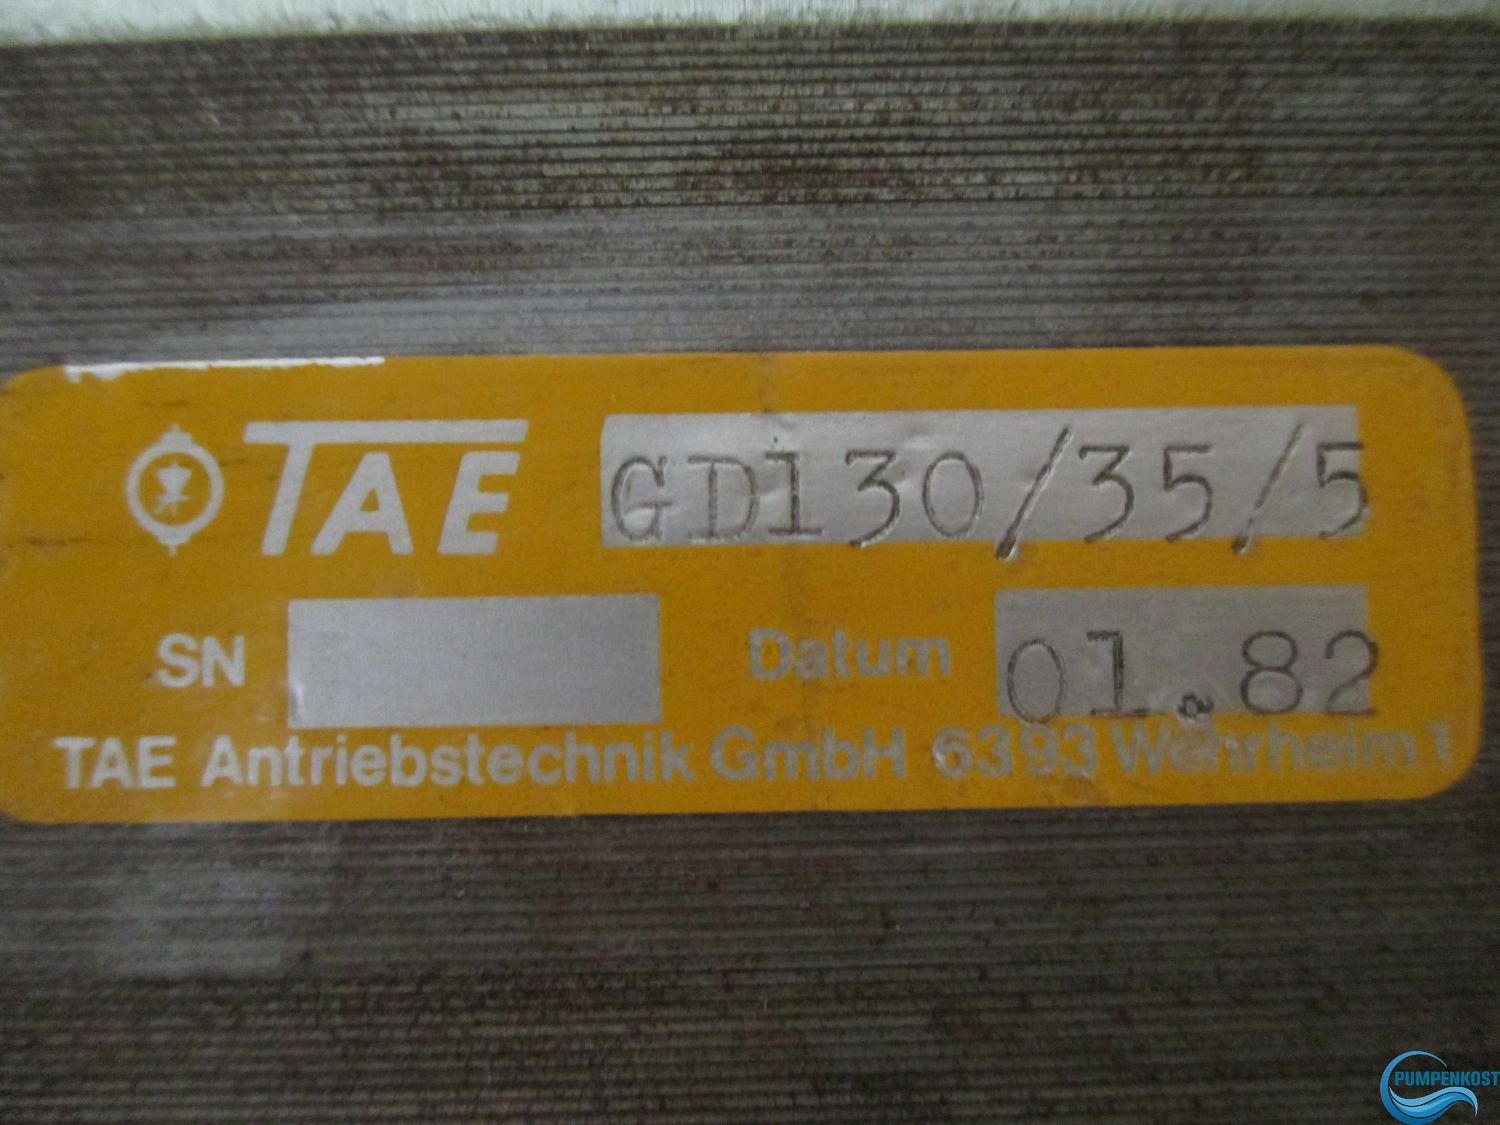 TAE GD130/35/5
SN Datum 01.82
TAE Antriebstechnik GmbH 6393 Wehrheim 1
PUMPENKOST